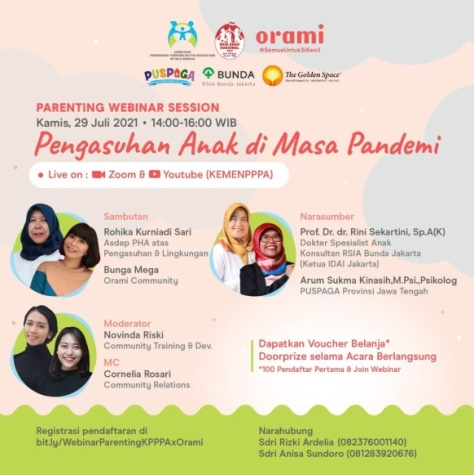 orami
#SemuaUntukSiKecil
PUSPAGA
BUNDA
RSIA Bunda Jakarta
The Golden Space
PARENTING WEBINAR SESSION
Kamis, 29 Juli 2021 • 14:00-16:00 WIB
Pengasuhan Anak di Masa Pandemi
Live on : Zoom & Youtube (KEMENPPPA)
Sambutan
Rohika Kurniadi Sari
Asdep PHA atas
Pengasuhan & Lingkungan
Bunga Mega
Orami Community
Narasumber
Prof. Dr. dr. Rini Sekartini, Sp.A(K)
Dokter Spesialist Anak
Konsultan RSIA Bunda Jakarta
(Ketua IDAI Jakarta)
Arum Sukma Kinasih,M.Psi.,Psikolog
PUSPAGA Provinsi Jawa Tengah
Moderator
Novinda Riski
Community Training & Dev.
MC
Cornelia Rosari
Community Relations
Dapatkan Voucher Belanja*
Doorprize selama Acara Berlangsung
*100 Pendaftar Pertama & Join Webinar
Registrasi pendaftaran di
bit.ly/WebinarParentingKPPPAxOrami
Narahubung
Sdri Rizki Ardelia (082376001140)
Sdri Anisa Sundoro (081283920676)